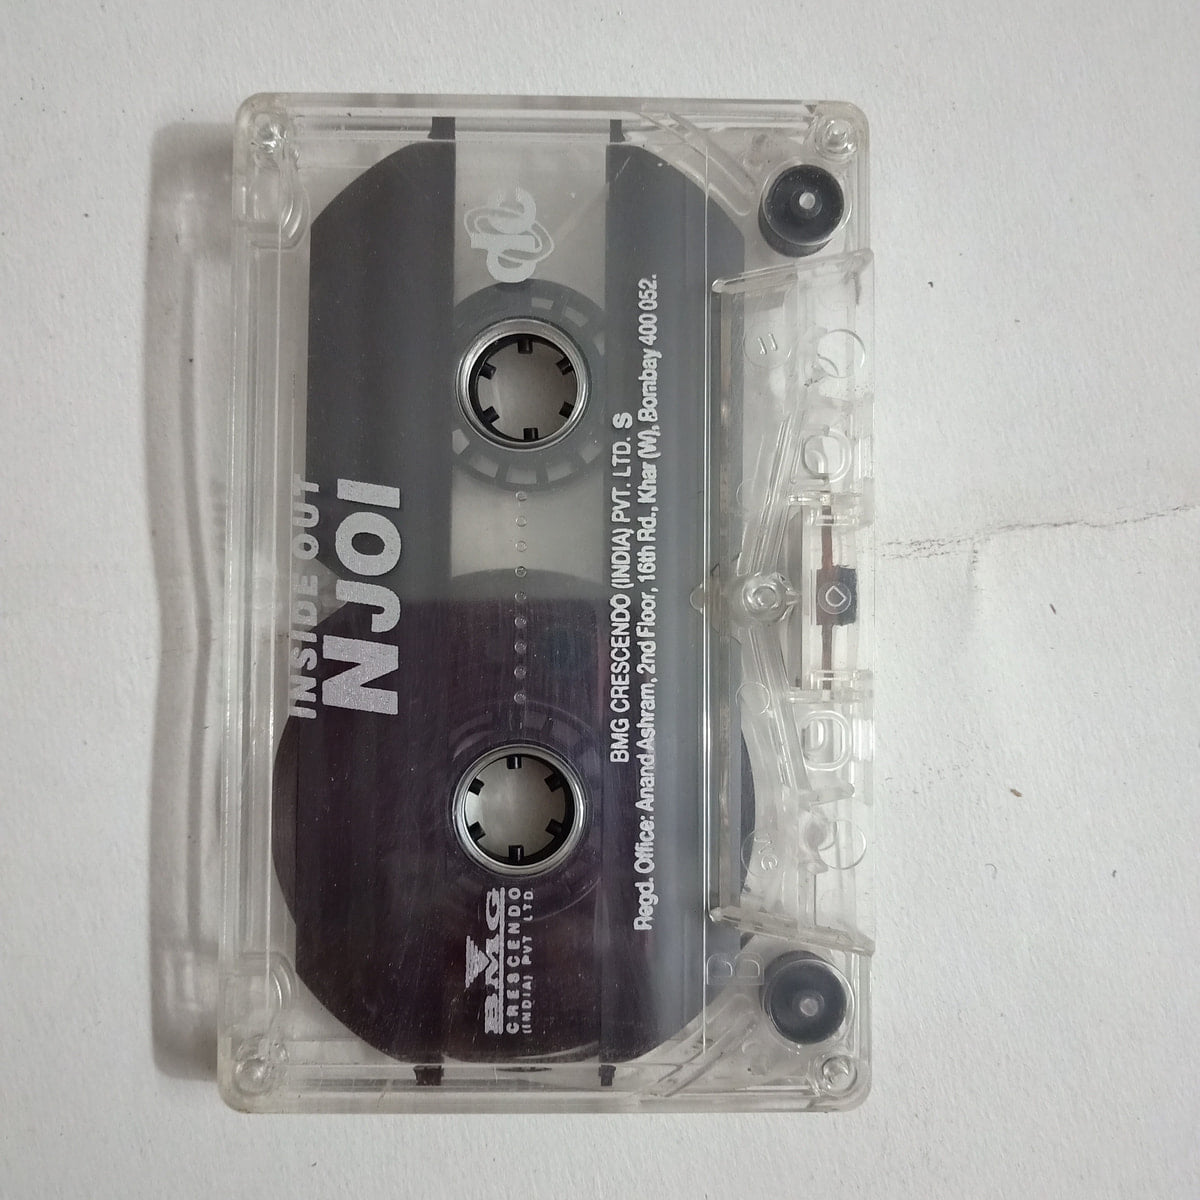 INSIDE OUT
NJOI
BMG
CRESCENDO
(INDIA) PVT LTD.
dc
BMG CRESCENDO (INDIA) PVT. LTD. S
Regd. Office: Anand Ashram, 2nd Floor, 16th Rd., Khar (W), Bombay 400 052.
B